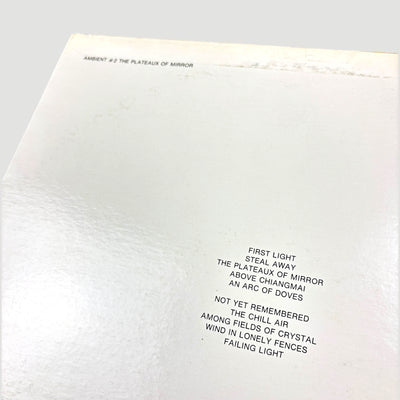 AMBIENT #2 THE PLATEAUX OF MIRROR
FIRST LIGHT
STEAL AWAY
THE PLATEAUX OF MIRROR
ABOVE CHIANGMAI
AN ARC OF DOVES
NOT YET REMEMBERED
THE CHILL AIR
AMONG FIELDS OF CRYSTAL
WIND IN LONELY FENCES
FAILING LIGHT